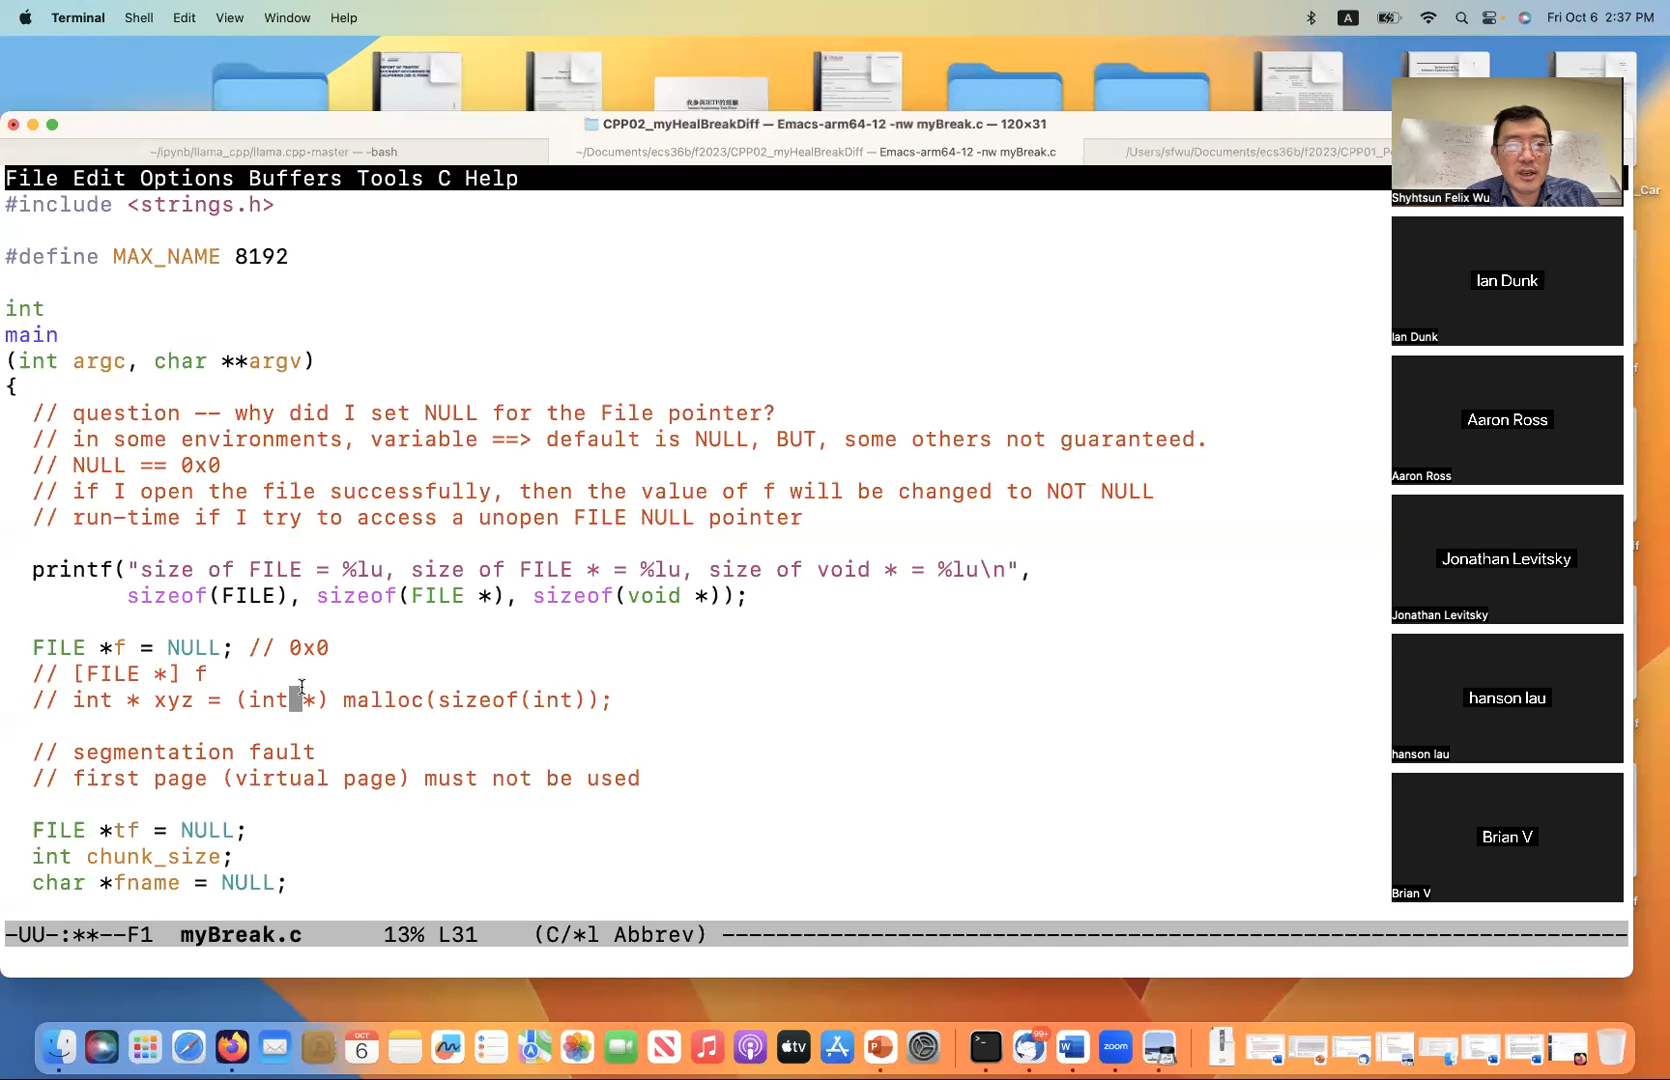 Terminal Shell Edit View Window Help
A
Fri Oct 6 2:37 PM
CPP02_myHealBreakDiff — Emacs-arm64-12 -nw myBreak.c — 120×31
~/ipynb/llama_cpp/llama.cpp-master — -bash
~/Documents/ecs36b/f2023/CPP02_myHealBreakDiff — Emacs-arm64-12 -nw myBreak.c
File Edit Options Buffers Tools C Help
#include <strings.h>
#define MAX_NAME 8192
int
main
(int argc, char **argv)
{
// question -- why did I set NULL for the File pointer?
// in some environments, variable ==> default is NULL, BUT, some others not guaranteed.
// NULL == 0x0
// if I open the file successfully, then the value of f will be changed to NOT NULL
// run-time if I try to access a unopen FILE NULL pointer
printf("size of FILE = %lu, size of FILE * = %lu, size of void * = %lu\n",
sizeof(FILE), sizeof(FILE *), sizeof(void *));
FILE *f = NULL; // 0x0
// [FILE *] f
// int * xyz = (int *) malloc(sizeof(int));
// segmentation fault
// first page (virtual page) must not be used
FILE *tf = NULL;
int chunk_size;
char *fname = NULL;
-UU-:**--F1 myBreak.c 13% L31 (C/*l Abbrev)
Shyhtsun Felix Wu
Ian Dunk
Ian Dunk
Aaron Ross
Aaron Ross
Jonathan Levitsky
Jonathan Levitsky
hanson lau
hanson lau
Brian V
Brian V
OCT
6
tv
99+
zoom